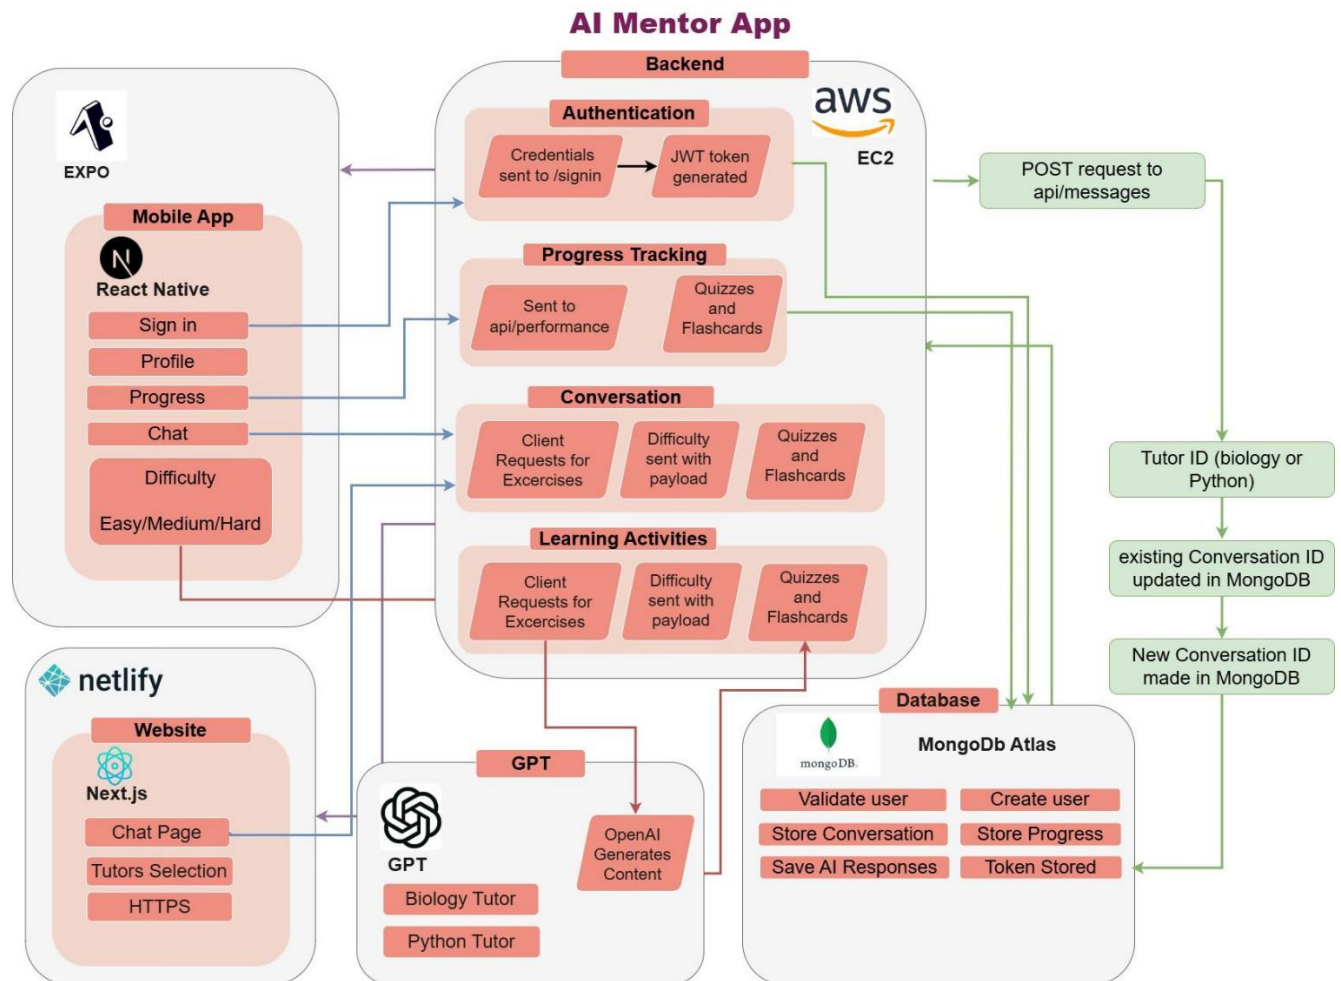 AI Mentor App
EXPO
Mobile App
N
React Native
Sign in
Profile
Progress
Chat
Difficulty
Easy/Medium/Hard
Backend
aws
EC2
Authentication
Credentials
sent to /signin
JWT token
generated
Progress Tracking
Sent to
api/performance
Quizzes
and
Flashcards
Conversation
Client
Requests for
Excercises
Difficulty
sent with
payload
Quizzes
and
Flashcards
Learning Activities
Client
Requests for
Excercises
Difficulty
sent with
payload
Quizzes
and
Flashcards
POST request to
api/messages
Tutor ID (biology or
Python)
existing Conversation ID
updated in MongoDB
New Conversation ID
made in MongoDB
netlify
Website
Next.js
Chat Page
Tutors Selection
HTTPS
GPT
GPT
OpenAI
Generates
Content
Biology Tutor
Python Tutor
Database
mongoDB.
MongoDb Atlas
Validate user
Create user
Store Conversation
Store Progress
Save AI Responses
Token Stored